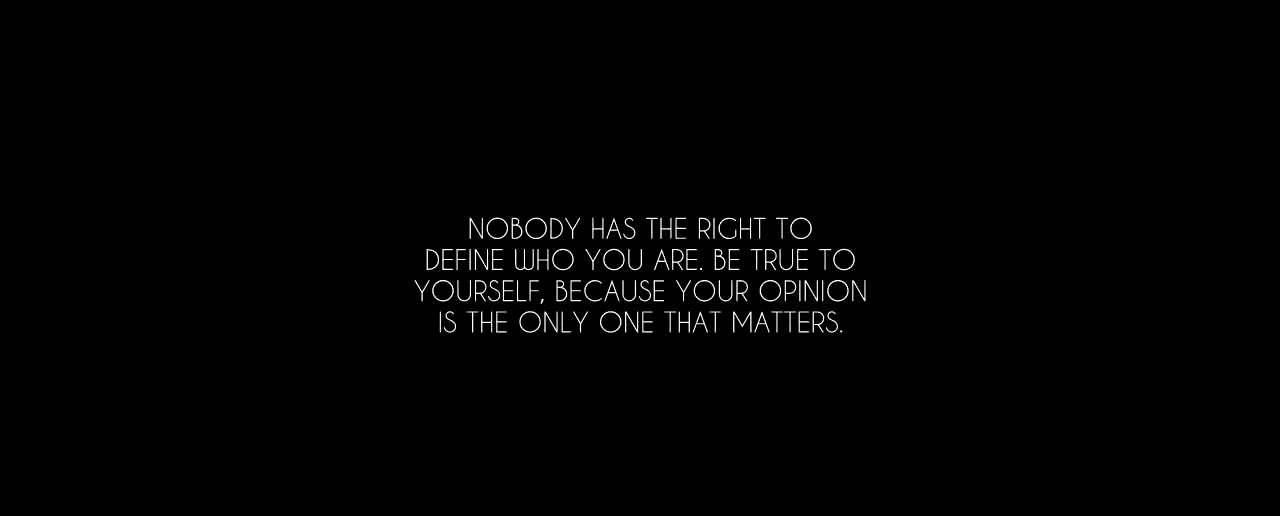 NOBODY HAS THE RIGHT TO
DEFINE WHO YOU ARE. BE TRUE TO
YOURSELF, BECAUSE YOUR OPINION
IS THE ONLY ONE THAT MATTERS.